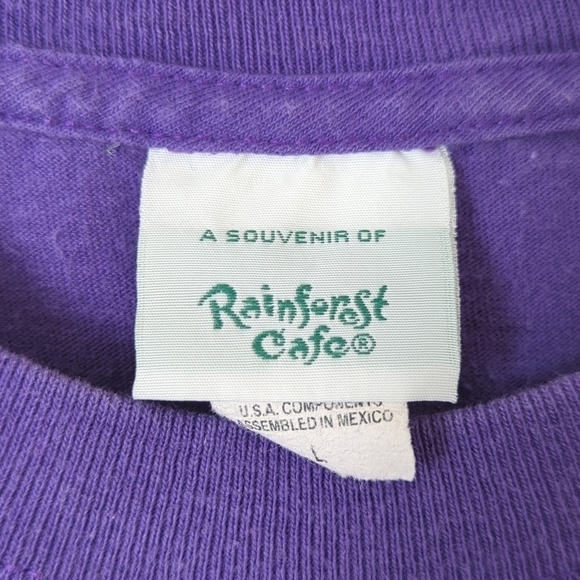 A SOUVENIR OF
Rainforest
Cafe®
U.S.A. COMPONENTS
ASSEMBLED IN MEXICO
L